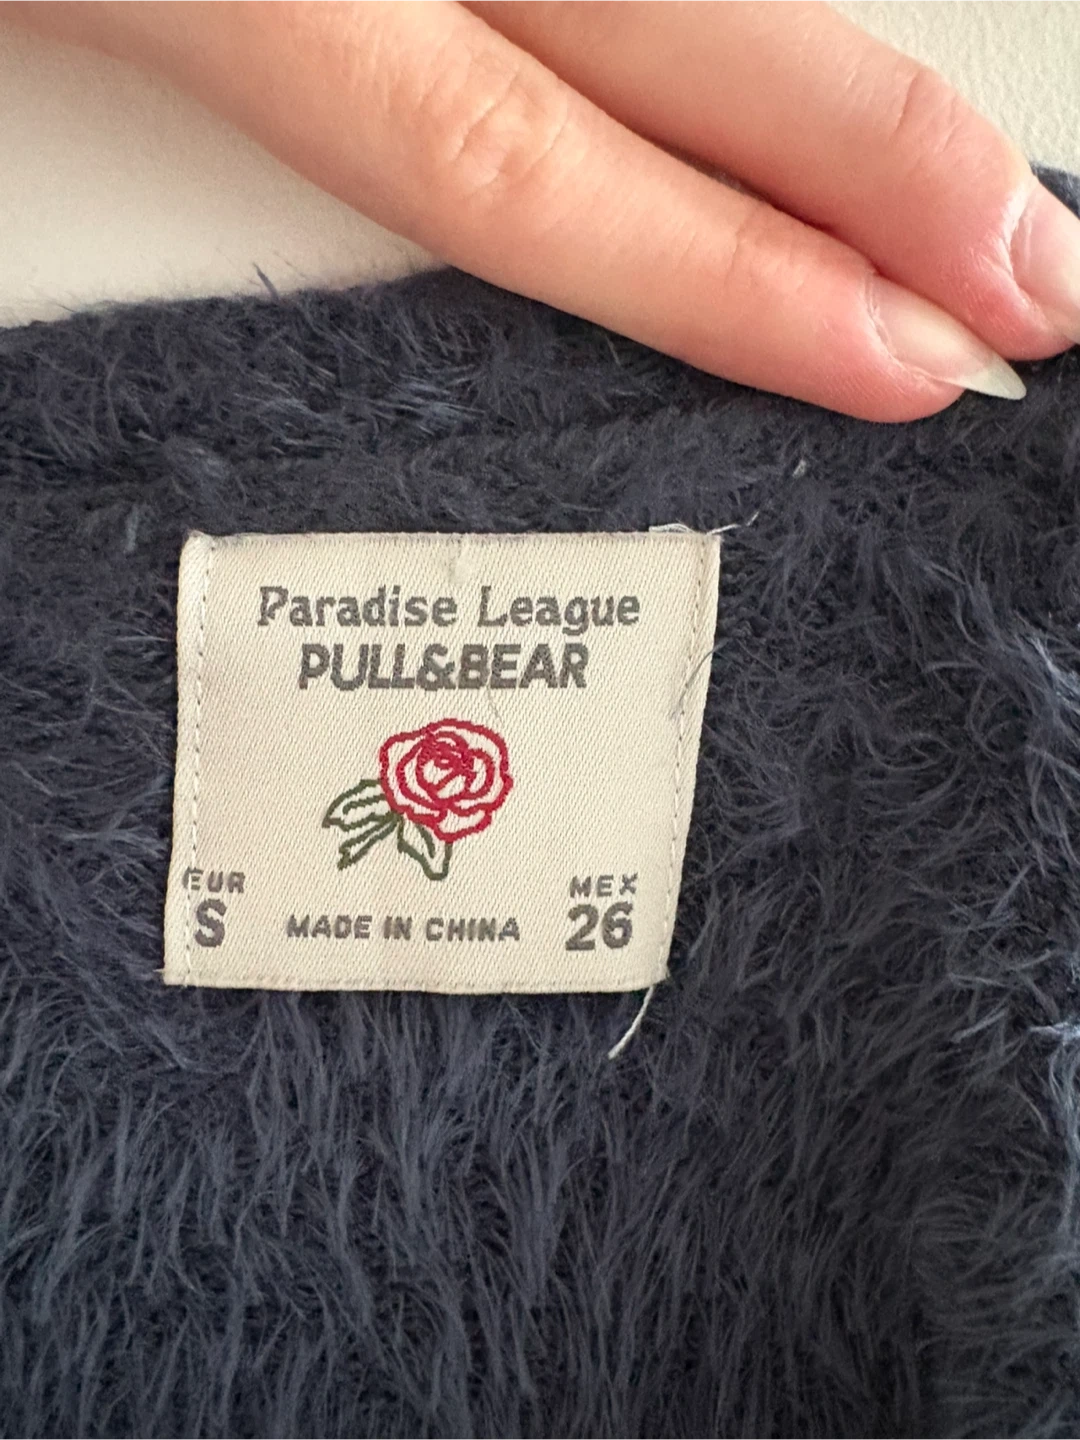 Paradise League
PULL&BEAR
EUR
S
MADE IN CHINA
MEX
26